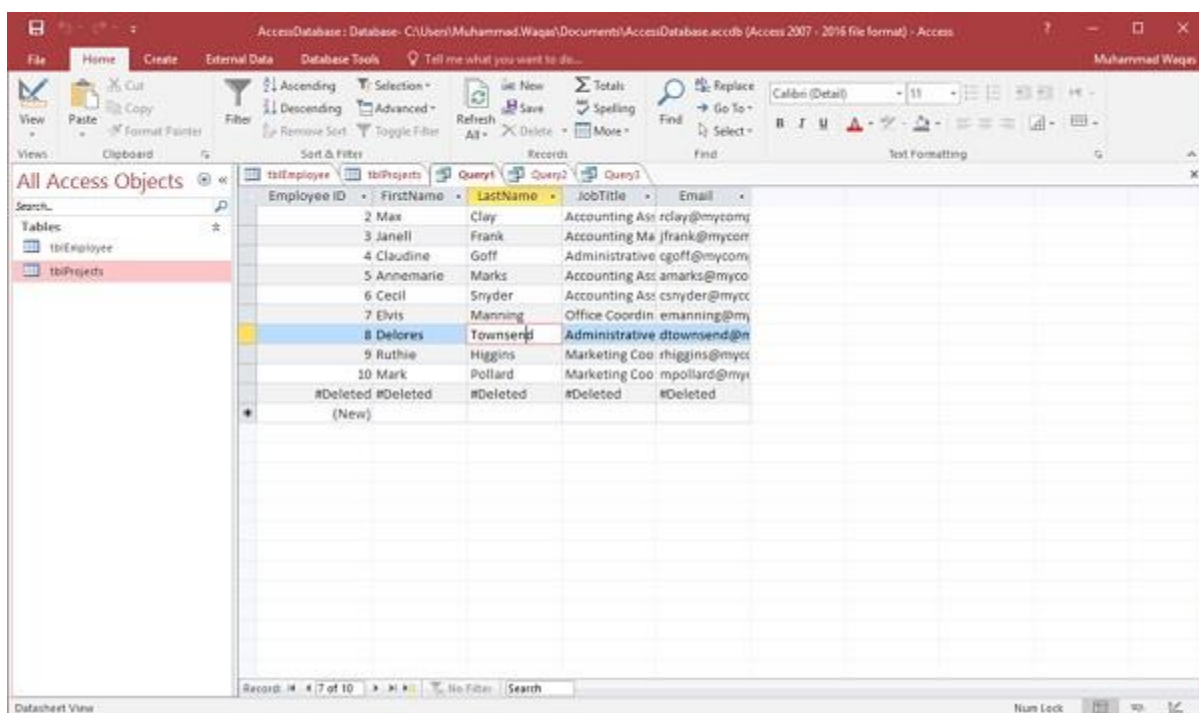 AccessDatabase : Database- C:\Users\Muhammad.Waqas\Documents\AccessDatabase.accdb (Access 2007 - 2016 file format) - Access
File Home Create External Data Database Tools Tell me what you want to do... Muhammad Waqas
View
Paste
Cut
Copy
Format Painter
Filter
Ascending
Descending
Remove Sort
Selection
Advanced
Toggle Filter
Refresh All
New
Save
Delete
Totals
Spelling
More
Find
Replace
Go To
Select
Calibri (Detail) 11
B I U
Views Clipboard Sort & Filter Records Find Text Formatting
All Access Objects
Search...
Tables
tblEmployee
tblProjects
tblEmployee tblProjects Query1 Query2 Query3
Employee ID FirstName LastName JobTitle Email
2 Max Clay Accounting Ass rclay@mycomp
3 Janell Frank Accounting Ma jfrank@mycom
4 Claudine Goff Administrative cgoff@mycom
5 Annemarie Marks Accounting Ass amarks@myco
6 Cecil Snyder Accounting Ass csnyder@myco
7 Elvis Manning Office Coordin emanning@my
8 Delores Townsend Administrative dtownsend@m
9 Ruthie Higgins Marketing Coo rhiggins@myco
10 Mark Pollard Marketing Coo mpollard@my
#Deleted #Deleted #Deleted #Deleted #Deleted
(New)
Record: 7 of 10 No Filter Search
Datasheet View Num Lock